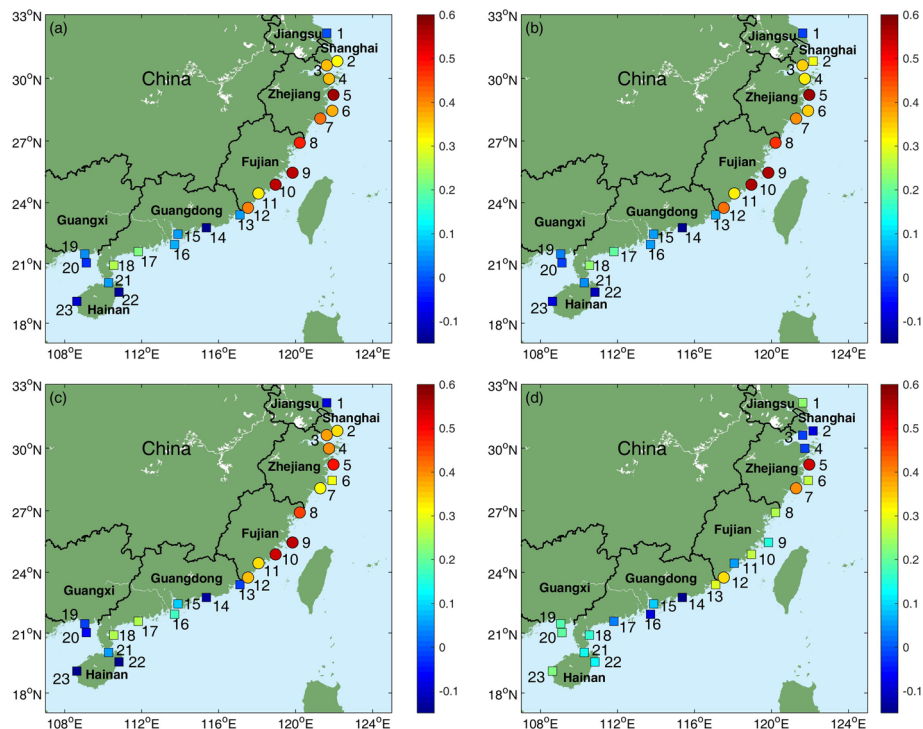 (a)
Jiangsu 1
Shanghai
2
3
China
4
Zhejiang 5
6
7
8
Fujian
9
10
11
Guangdong
12
Guangxi
13
15 14
16
19
17
20 18
21
22
23 Hainan
33°N
30°N
27°N
24°N
21°N
18°N
108°E 112°E 116°E 120°E 124°E
0.6
0.5
0.4
0.3
0.2
0.1
0
-0.1
(b)
Jiangsu 1
Shanghai
2
3
China
4
Zhejiang 5
6
7
8
Fujian
9
10
11
Guangdong
12
Guangxi
13
15 14
16
19
17
20 18
21
22
23 Hainan
33°N
30°N
27°N
24°N
21°N
18°N
108°E 112°E 116°E 120°E 124°E
0.6
0.5
0.4
0.3
0.2
0.1
0
-0.1
(c)
Jiangsu 1
Shanghai
2
3
China
4
Zhejiang 5
6
7
8
Fujian
9
10
11
Guangdong
12
Guangxi
13
15 14
16
19
17
20 18
21
22
23 Hainan
33°N
30°N
27°N
24°N
21°N
18°N
108°E 112°E 116°E 120°E 124°E
0.6
0.5
0.4
0.3
0.2
0.1
0
-0.1
(d)
Jiangsu 1
Shanghai
2
3
China
4
Zhejiang 5
6
7
8
Fujian
9
10
11
Guangdong
12
Guangxi
13
15 14
16
19
17
20 18
21
22
23 Hainan
33°N
30°N
27°N
24°N
21°N
18°N
108°E 112°E 116°E 120°E 124°E
0.6
0.5
0.4
0.3
0.2
0.1
0
-0.1